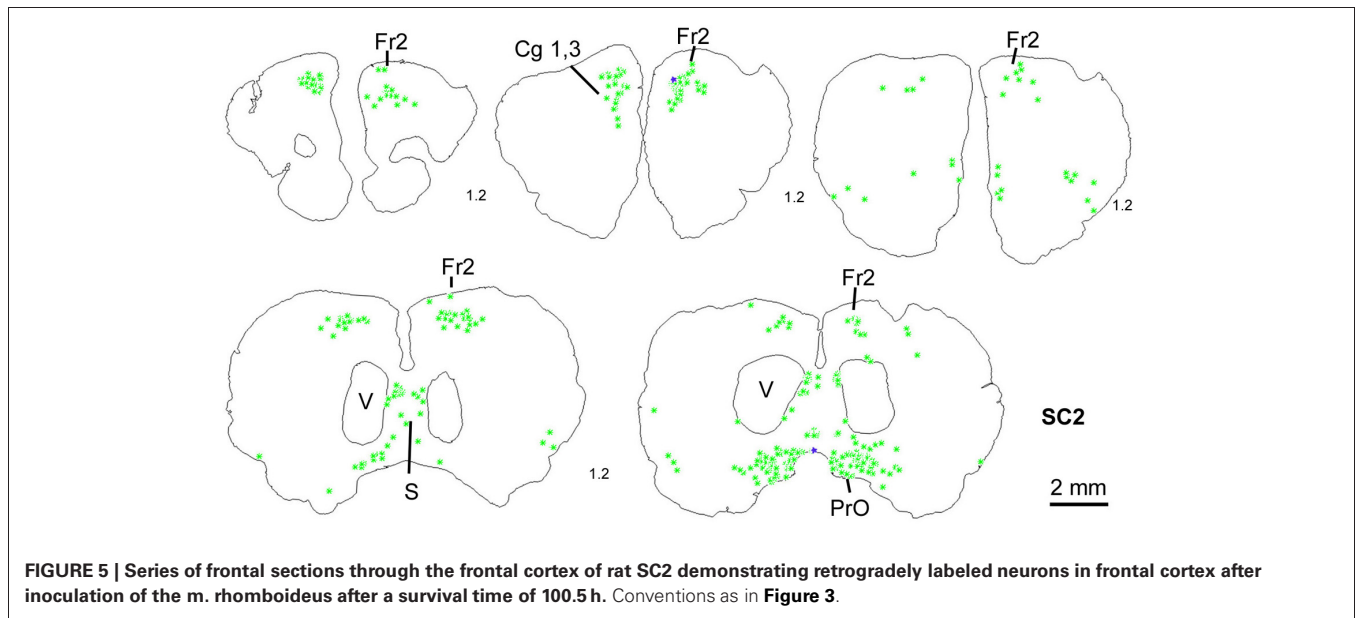 Fr2
Cg 1,3
Fr2
Fr2
1.2
1.2
1.2
Fr2
Fr2
V
V
S
1.2
PrO
SC2
2 mm
FIGURE 5 | Series of frontal sections through the frontal cortex of rat SC2 demonstrating retrogradely labeled neurons in frontal cortex after
inoculation of the m. rhomboideus after a survival time of 100.5 h. Conventions as in Figure 3.